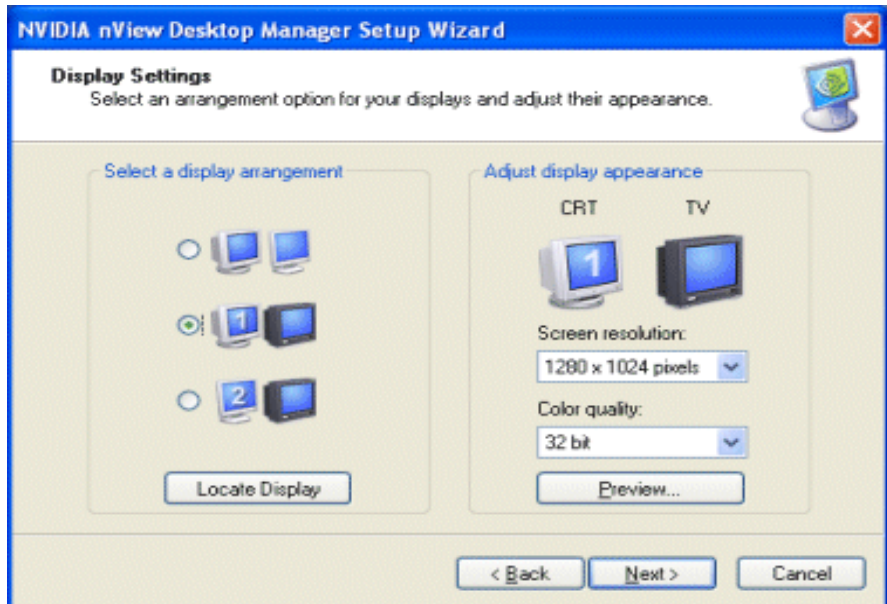 NVIDIA nView Desktop Manager Setup Wizard
Display Settings
Select an arrangement option for your displays and adjust their appearance.
Select a display arrangement
1
2
Locate Display
Adjust display appearance
CRT TV
1
Screen resolution:
1280 x 1024 pixels
Color quality:
32 bit
Preview...
< Back Next > Cancel